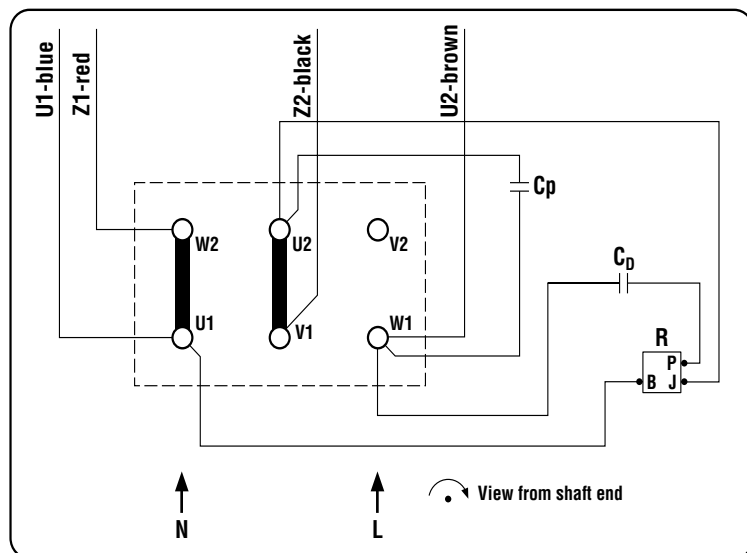 U1-blue
Z1-red
Z2-black
U2-brown
Cp
W2
U2
V2
CD
U1
V1
W1
R
P
B J
View from shaft end
N
L